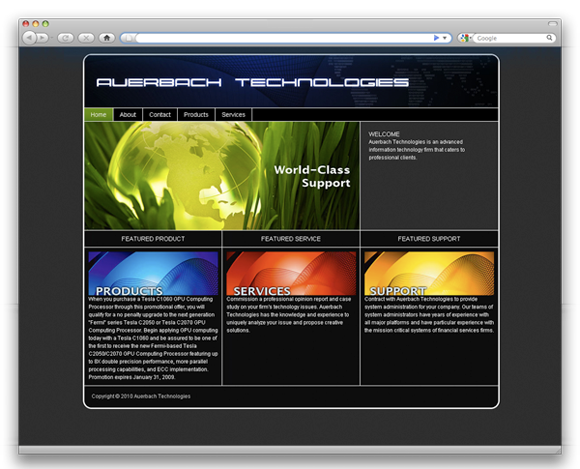 Google
AUERBACH TECHNOLOGIES
Home About Contact Products Services
World-Class
Support
WELCOME
Auerbach Technologies is an advanced
information technology firm that caters to
professional clients.
FEATURED PRODUCT
FEATURED SERVICE
FEATURED SUPPORT
PRODUCTS
When you purchase a Tesla C1060 GPU Computing
Processor through this promotional offer, you will
qualify for a no penalty upgrade to the next generation
"Fermi" series Tesla C2050 or Tesla C2070 GPU
Computing Processor. Begin applying GPU computing
today with a Tesla C1060 and be assured to be one of
the first to receive the new Fermi-based Tesla
C2050/C2070 GPU Computing Processor featuring up
to 8X double precision performance, more parallel
processing capabilities, and ECC implementation.
Promotion expires January 31, 2009.
SERVICES
Commission a professional opinion report and case
study on your firm's technology issues. Auerbach
Technologies has the knowledge and experience to
uniquely analyze your issue and propose creative
solutions.
SUPPORT
Contract with Auerbach Technologies to provide
system administration for your company. Our teams of
system administrators have years of experience with
all major platforms and have particular experience with
the mission critical systems of financial services firms.
Copyright © 2010 Auerbach Technologies